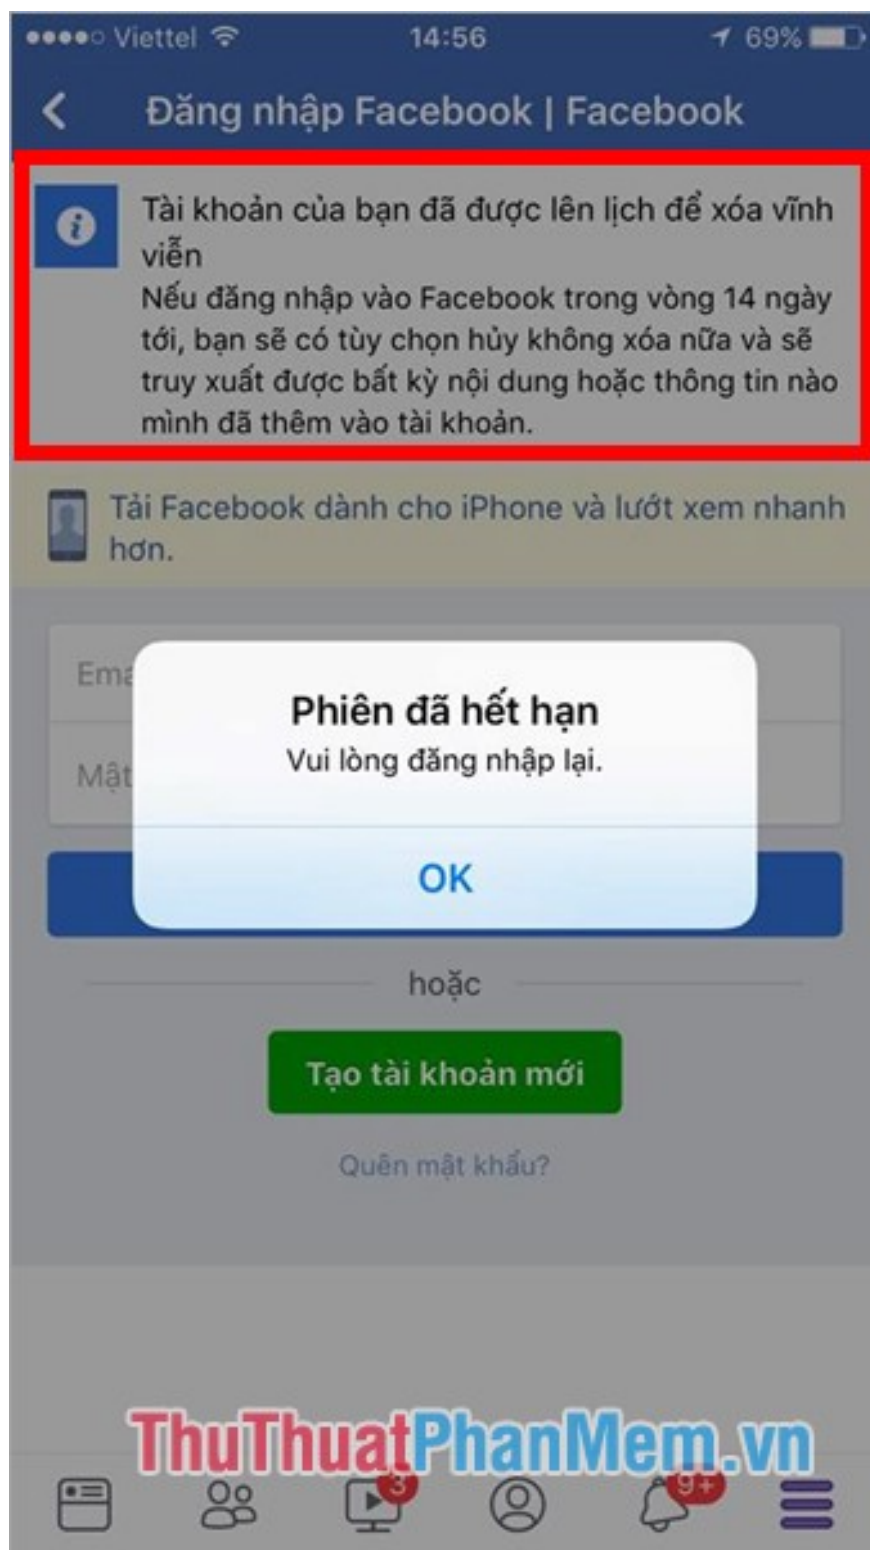 Viettel 14:56 69%
Đăng nhập Facebook | Facebook
Tài khoản của bạn đã được lên lịch để xóa vĩnh
viễn
Nếu đăng nhập vào Facebook trong vòng 14 ngày
tới, bạn sẽ có tùy chọn hủy không xóa nữa và sẽ
truy xuất được bất kỳ nội dung hoặc thông tin nào
mình đã thêm vào tài khoản.
Tải Facebook dành cho iPhone và lướt xem nhanh
hơn.
Ema
Phiên đã hết hạn
Vui lòng đăng nhập lại.
Mật
OK
hoặc
Tạo tài khoản mới
Quên mật khẩu?
ThuThuatPhanMem.vn
3 9+